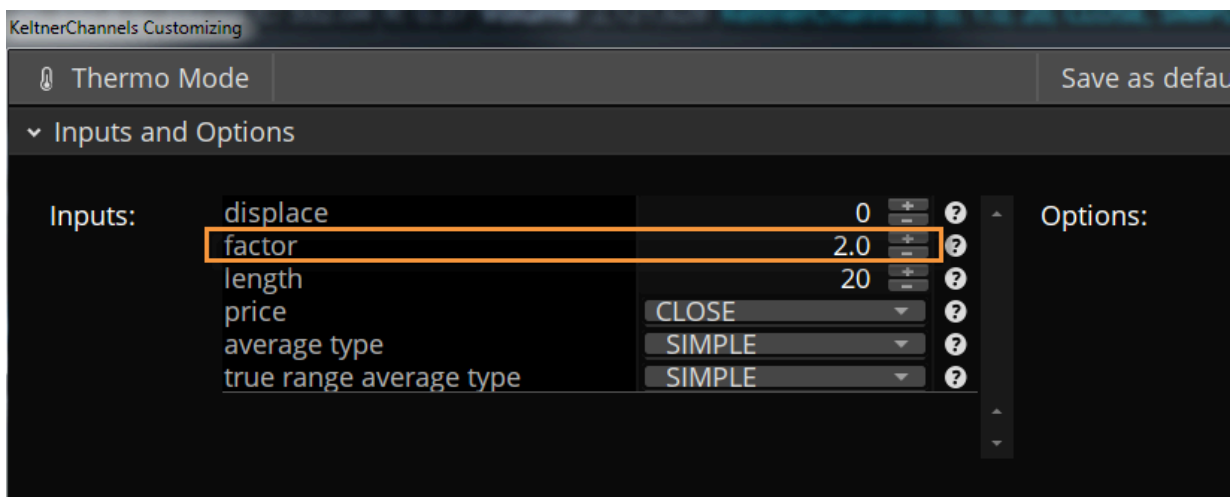 KeltnerChannels Customizing
Thermo Mode Save as defau
Inputs and Options
Inputs: displace 0 Options:
factor 2.0
length 20
price CLOSE
average type SIMPLE
true range average type SIMPLE